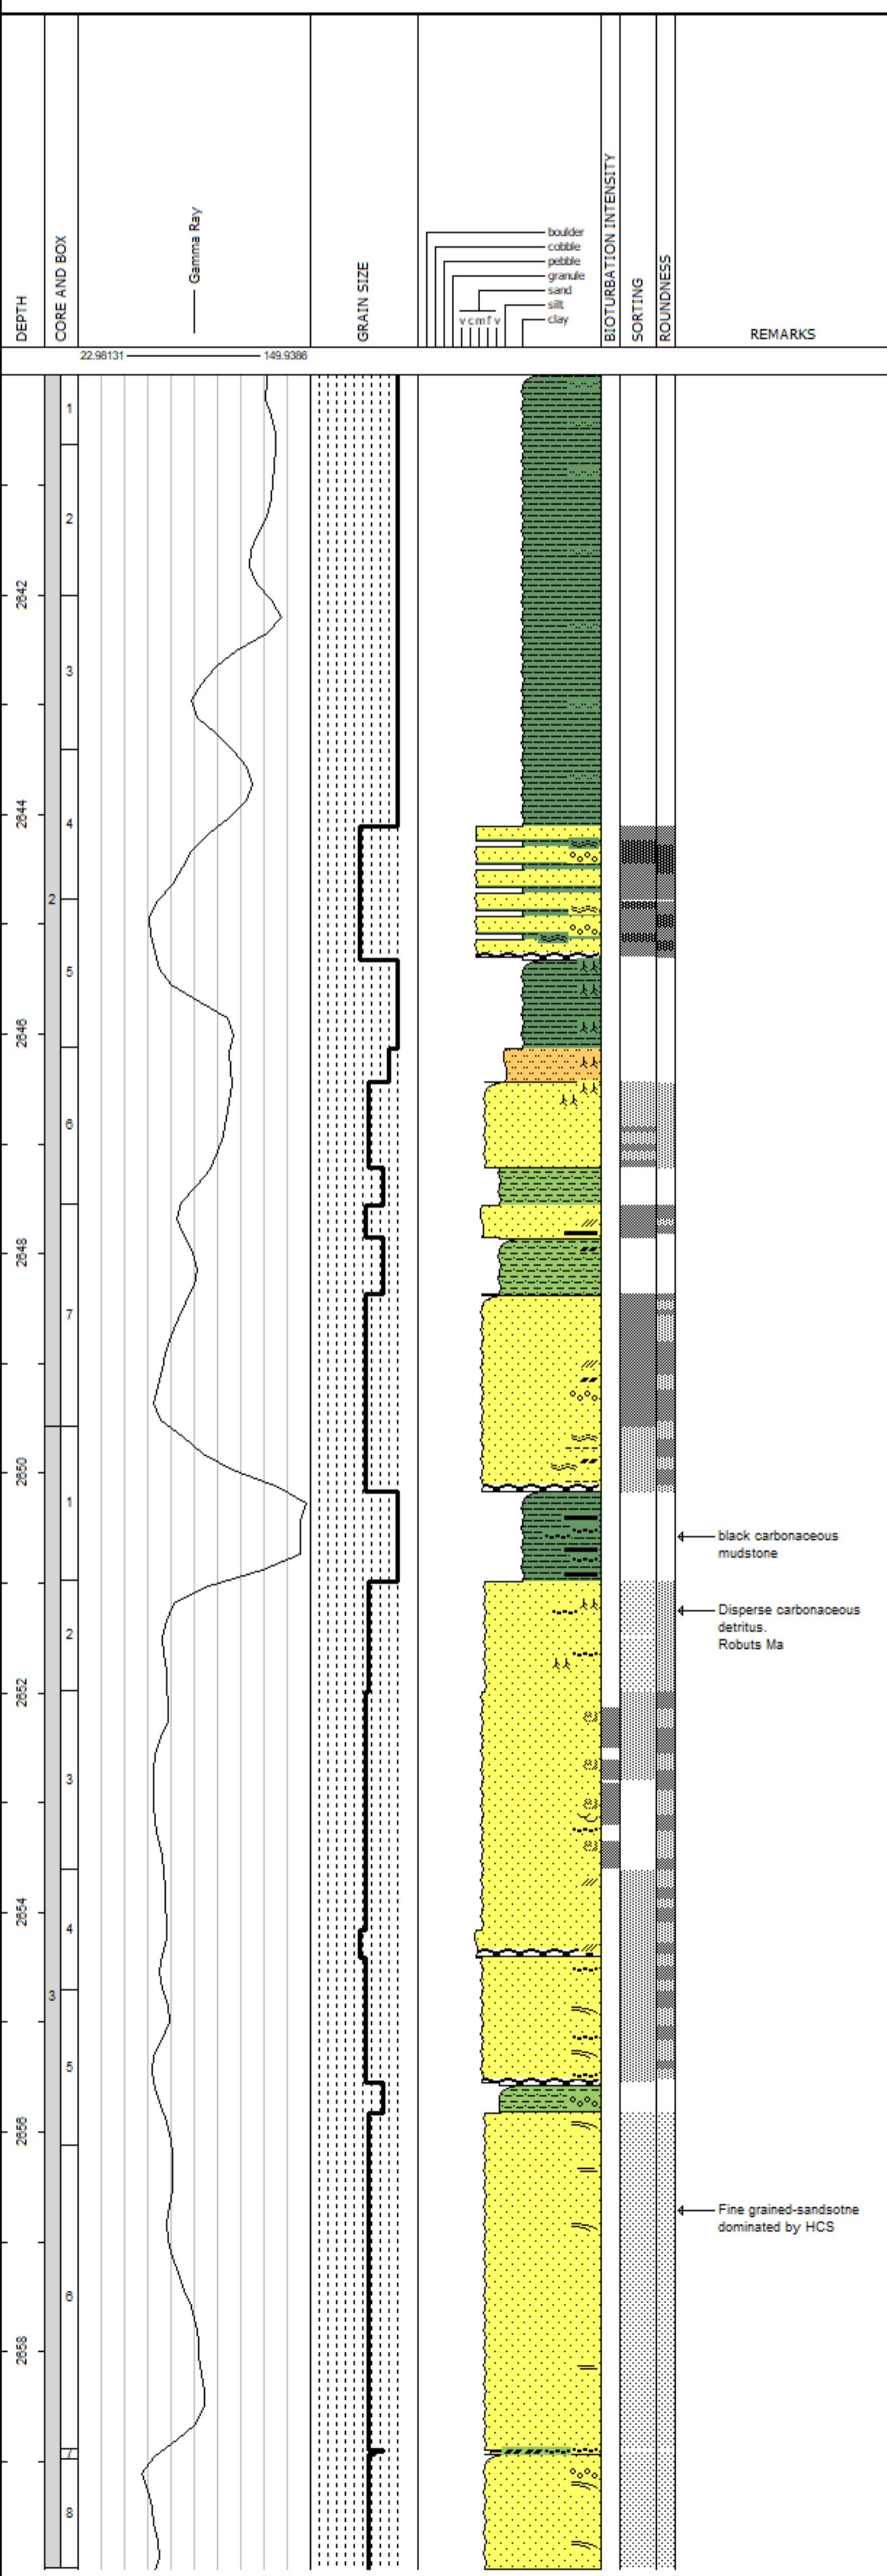 DEPTH
CORE AND BOX
Gamma Ray
GRAIN SIZE
boulder
cobble
pebble
granule
sand
silt
v c m f v
clay
BIOTURBATION INTENSITY
SORTING
ROUNDNESS
REMARKS
22.98131
149.9386
1
2
2642
3
2644
4
2
5
2646
6
2648
7
2650
1
black carbonaceous
mudstone
Disperse carbonaceous
detritus.
Robuts Ma
2
2652
3
2654
4
3
5
2656
Fine grained-sandsotne
dominated by HCS
6
2658
7
8